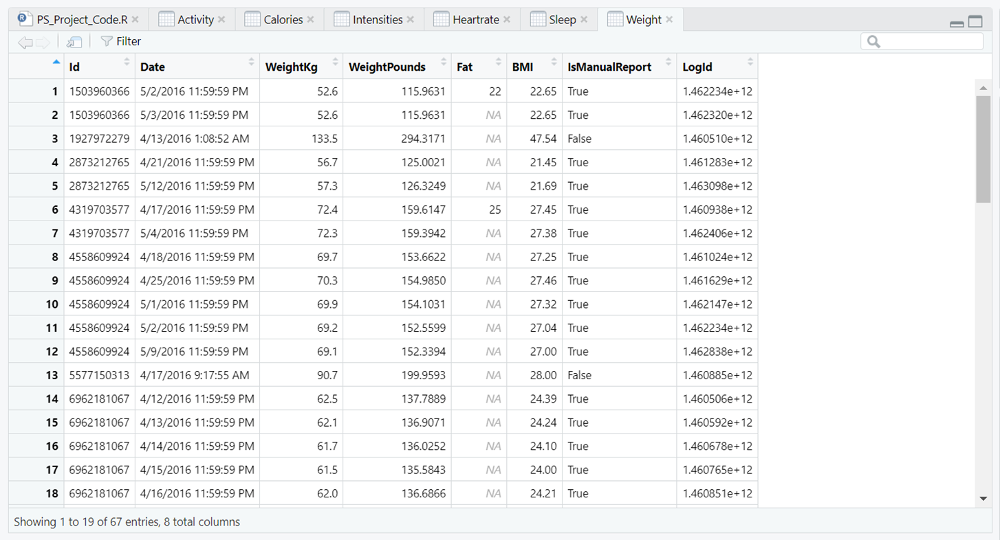 PS_Project_Code.R Activity Calories Intensities Heartrate Sleep Weight
Filter
Id Date WeightKg WeightPounds Fat BMI IsManualReport LogId
1 1503960366 5/2/2016 11:59:59 PM 52.6 115.9631 22 22.65 True 1.462234e+12
2 1503960366 5/3/2016 11:59:59 PM 52.6 115.9631 NA 22.65 True 1.462320e+12
3 1927972279 4/13/2016 1:08:52 AM 133.5 294.3171 NA 47.54 False 1.460510e+12
4 2873212765 4/21/2016 11:59:59 PM 56.7 125.0021 NA 21.45 True 1.461283e+12
5 2873212765 5/12/2016 11:59:59 PM 57.3 126.3249 NA 21.69 True 1.463098e+12
6 4319703577 4/17/2016 11:59:59 PM 72.4 159.6147 25 27.45 True 1.460938e+12
7 4319703577 5/4/2016 11:59:59 PM 72.3 159.3942 NA 27.38 True 1.462406e+12
8 4558609924 4/18/2016 11:59:59 PM 69.7 153.6622 NA 27.25 True 1.461024e+12
9 4558609924 4/25/2016 11:59:59 PM 70.3 154.9850 NA 27.46 True 1.461629e+12
10 4558609924 5/1/2016 11:59:59 PM 69.9 154.1031 NA 27.32 True 1.462147e+12
11 4558609924 5/2/2016 11:59:59 PM 69.2 152.5599 NA 27.04 True 1.462234e+12
12 4558609924 5/9/2016 11:59:59 PM 69.1 152.3394 NA 27.00 True 1.462838e+12
13 5577150313 4/17/2016 9:17:55 AM 90.7 199.9593 NA 28.00 False 1.460885e+12
14 6962181067 4/12/2016 11:59:59 PM 62.5 137.7889 NA 24.39 True 1.460506e+12
15 6962181067 4/13/2016 11:59:59 PM 62.1 136.9071 NA 24.24 True 1.460592e+12
16 6962181067 4/14/2016 11:59:59 PM 61.7 136.0252 NA 24.10 True 1.460678e+12
17 6962181067 4/15/2016 11:59:59 PM 61.5 135.5843 NA 24.00 True 1.460765e+12
18 6962181067 4/16/2016 11:59:59 PM 62.0 136.6866 NA 24.21 True 1.460851e+12
Showing 1 to 19 of 67 entries, 8 total columns